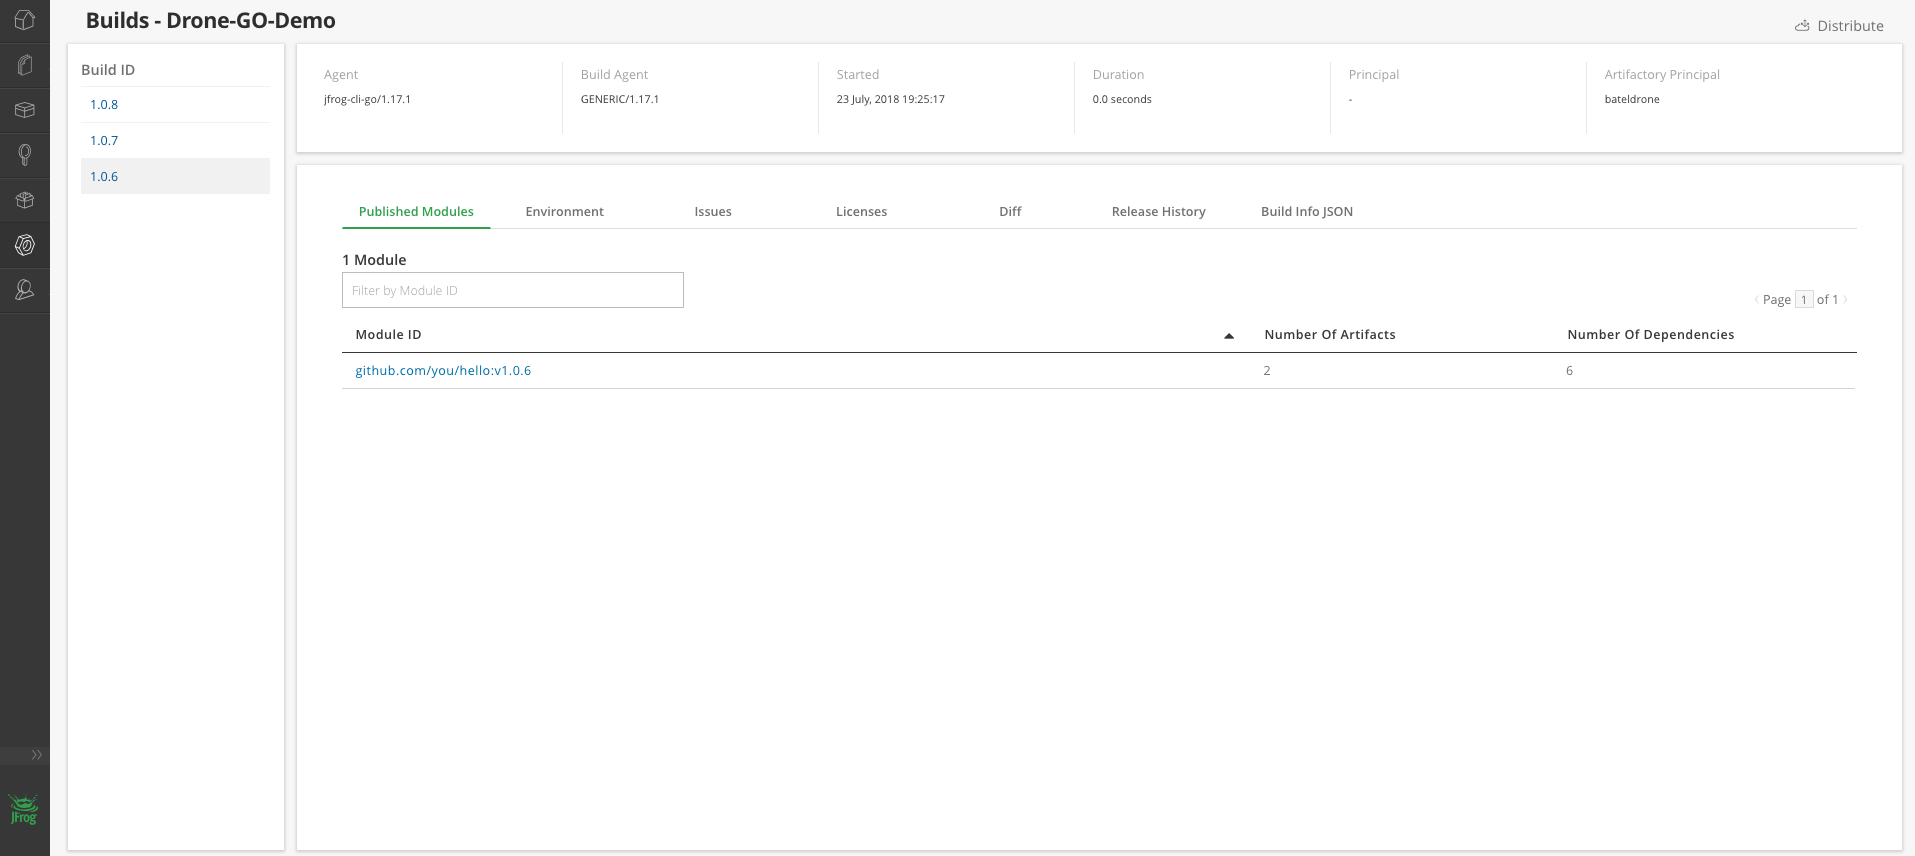 Builds - Drone-GO-Demo
Distribute
Build ID
1.0.8
1.0.7
1.0.6
Agent
jfrog-cli-go/1.17.1
Build Agent
GENERIC/1.17.1
Started
23 July, 2018 19:25:17
Duration
0.0 seconds
Principal
-
Artifactory Principal
bateldrone
Published Modules Environment Issues Licenses Diff Release History Build Info JSON
1 Module
Filter by Module ID
Page 1 of 1
Module ID Number Of Artifacts Number Of Dependencies
github.com/you/hello:v1.0.6 2 6
JFrog